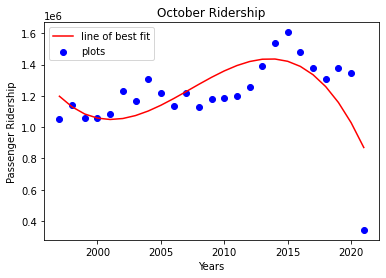 October Ridership
1e6
line of best fit
plots
1.6
1.4
1.2
1.0
0.8
0.6
0.4
Passenger Ridership
2000
2005
2010
2015
2020
Years